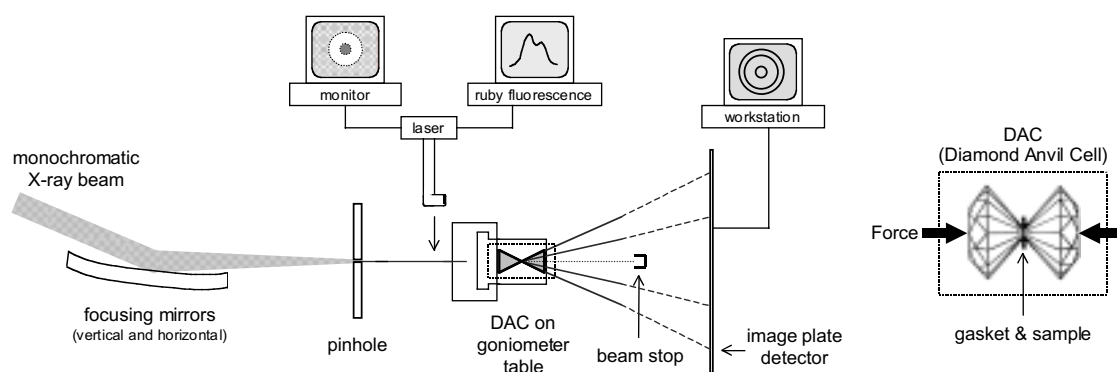 monitor
ruby fluorescence
laser
workstation
monochromatic
X-ray beam
focusing mirrors
(vertical and horizontal)
pinhole
DAC on
goniometer
table
beam stop
image plate
detector
DAC
(Diamond Anvil Cell)
Force
gasket & sample